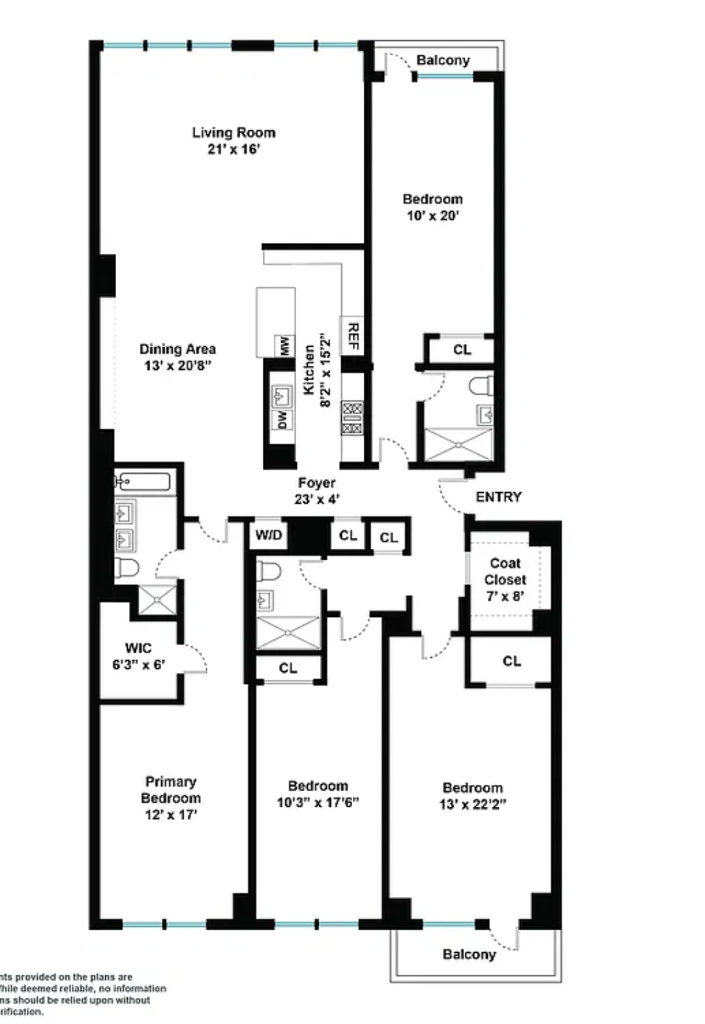 Balcony
Living Room
21' x 16'
Bedroom
10' x 20'
Dining Area
13' x 20'8"
MW
REF
Kitchen
8'2" x 15'2"
CL
DW
Foyer
23' x 4'
ENTRY
W/D
CL
CL
Coat
Closet
7' x 8'
WIC
6'3" x 6'
CL
CL
Primary
Bedroom
12' x 17'
Bedroom
10'3" x 17'6"
Bedroom
13' x 22'2"
Balcony
nts provided on the plans are
While deemed reliable, no information
ns should be relied upon without
rification.